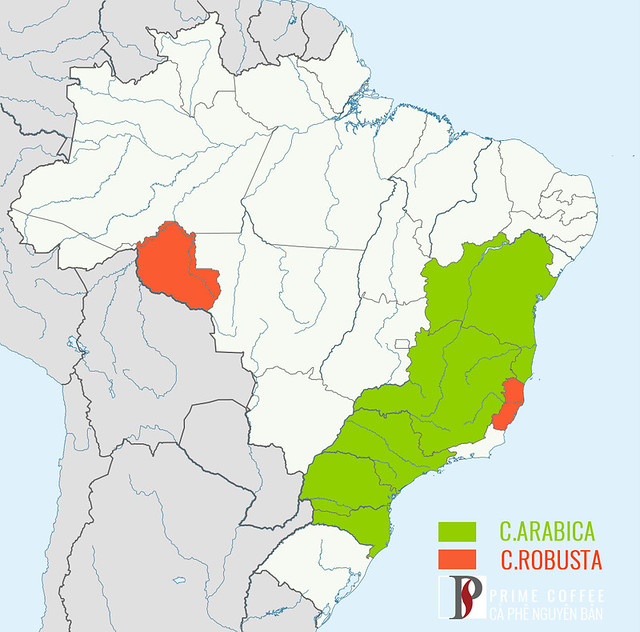 C.ARABICA
C.ROBUSTA
PRIME COFFEE
CÀ PHÊ NGUYÊN BẢN